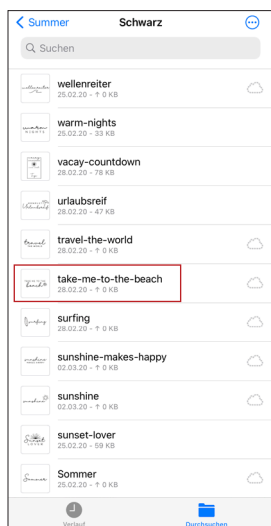 Summer
Schwarz
Suchen
wellenreiter
25.02.20 – ↑ 0 KB
warm-nights
25.02.20 – 33 KB
vacay-countdown
28.02.20 – 78 KB
urlaubsreif
28.02.20 – 47 KB
travel-the-world
28.02.20 – ↑ 0 KB
take-me-to-the-beach
28.02.20 – ↑ 0 KB
surfing
28.02.20 – ↑ 0 KB
sunshine-makes-happy
02.03.20 – ↑ 0 KB
sunshine
02.03.20 – ↑ 0 KB
sunset-lover
25.02.20 – 59 KB
Sommer
25.02.20 – ↑ 0 KB
Verlauf
Durchsuchen